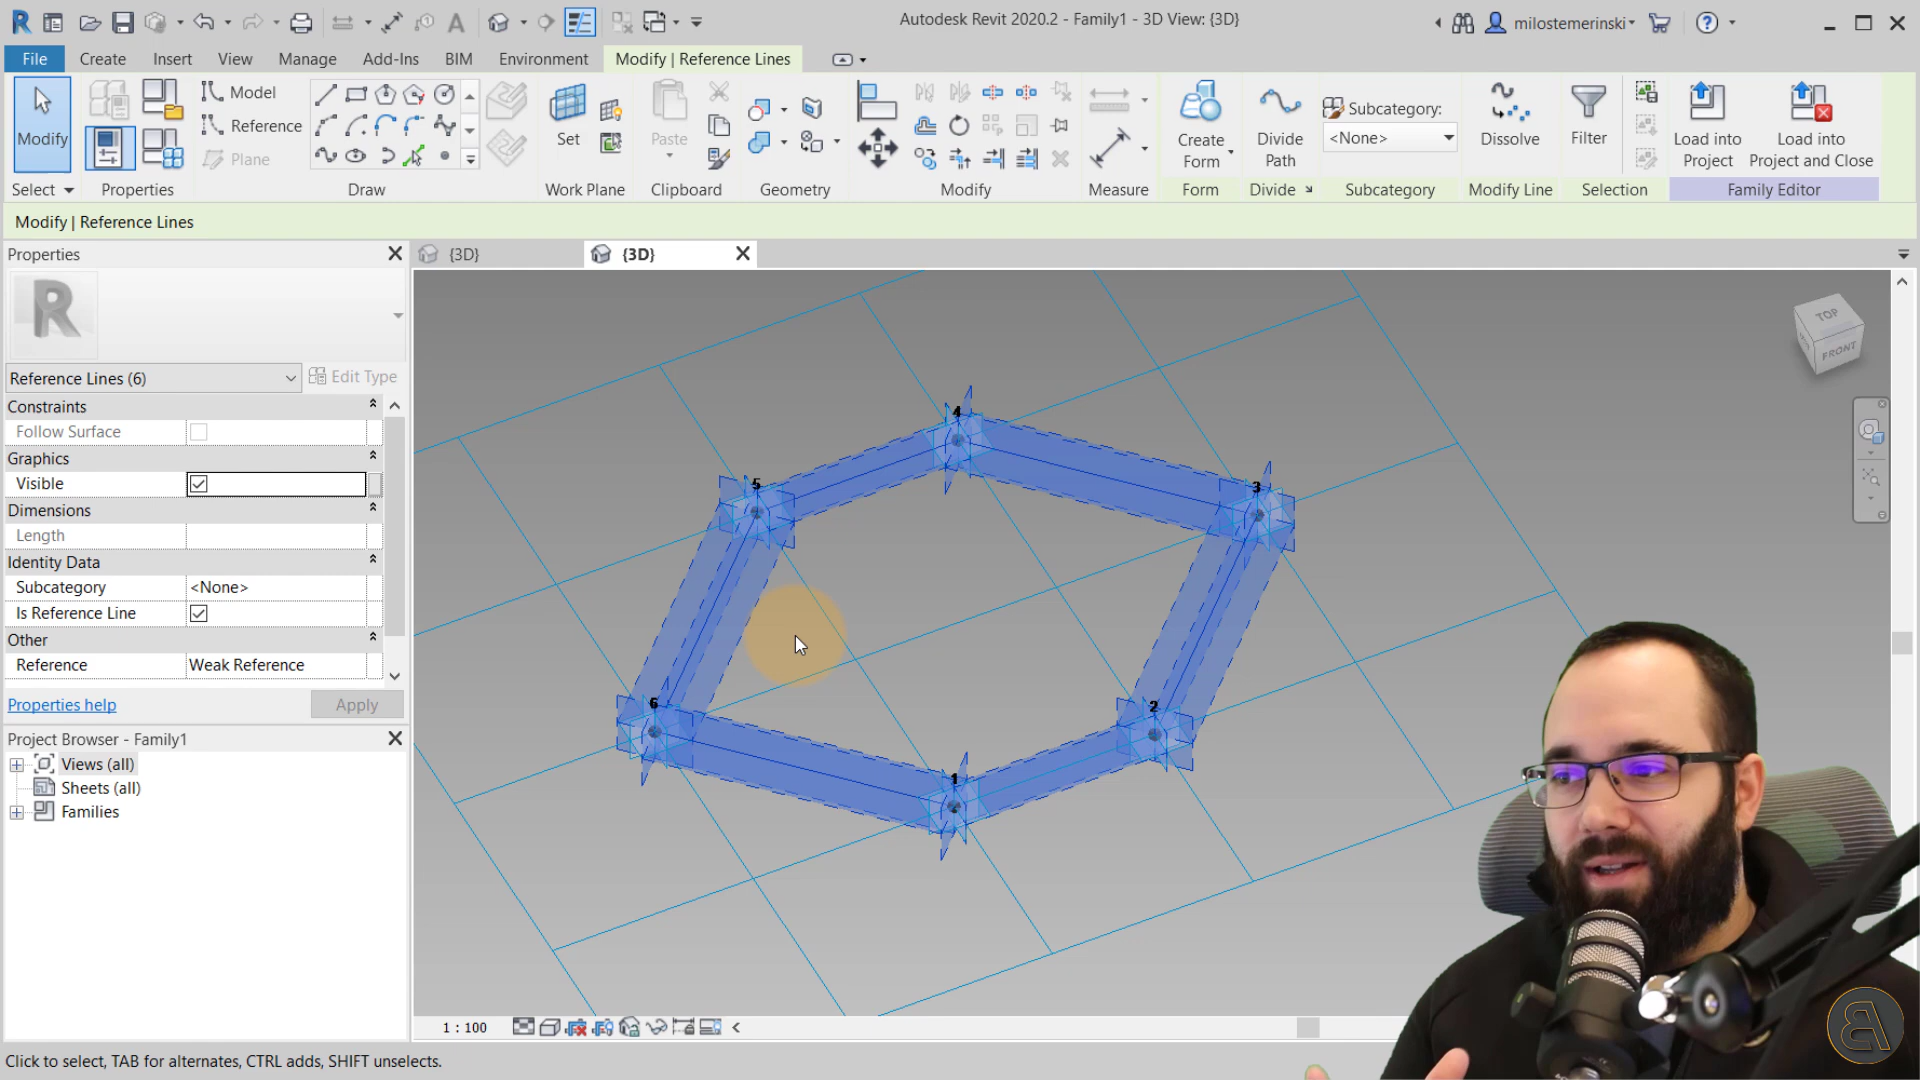 Autodesk Revit 2020.2 - Family1 - 3D View: {3D}
milostemerinski
File Create Insert View Manage Add-Ins BIM Environment Modify | Reference Lines
Modify
Model
Reference
Plane
Set
Paste
Create Form
Divide Path
Subcategory:
<None>
Dissolve
Filter
Load into Project
Load into Project and Close
Select Properties Draw Work Plane Clipboard Geometry Modify Measure Form Divide Subcategory Modify Line Selection Family Editor
Modify | Reference Lines
Properties
{3D} {3D}
Reference Lines (6) Edit Type
Constraints
Follow Surface
Graphics
Visible
Dimensions
Length
Identity Data
Subcategory <None>
Is Reference Line
Other
Reference Weak Reference
Properties help Apply
Project Browser - Family1
Views (all)
Sheets (all)
Families
TOP
FRONT
4
5
3
6
2
1
1 : 100
Click to select, TAB for alternates, CTRL adds, SHIFT unselects.